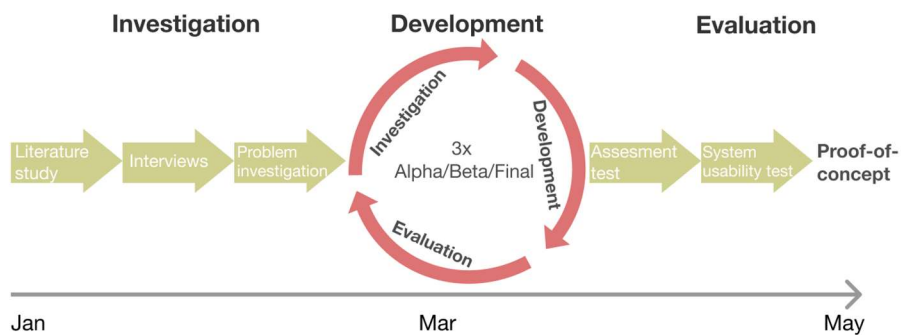 Investigation
Development
Evaluation
Literature
study
Interviews
Problem
investigation
Investigation
Development
Evaluation
3x
Alpha/Beta/Final
Assesment
test
System
usability test
Proof-of-
concept
Jan
Mar
May